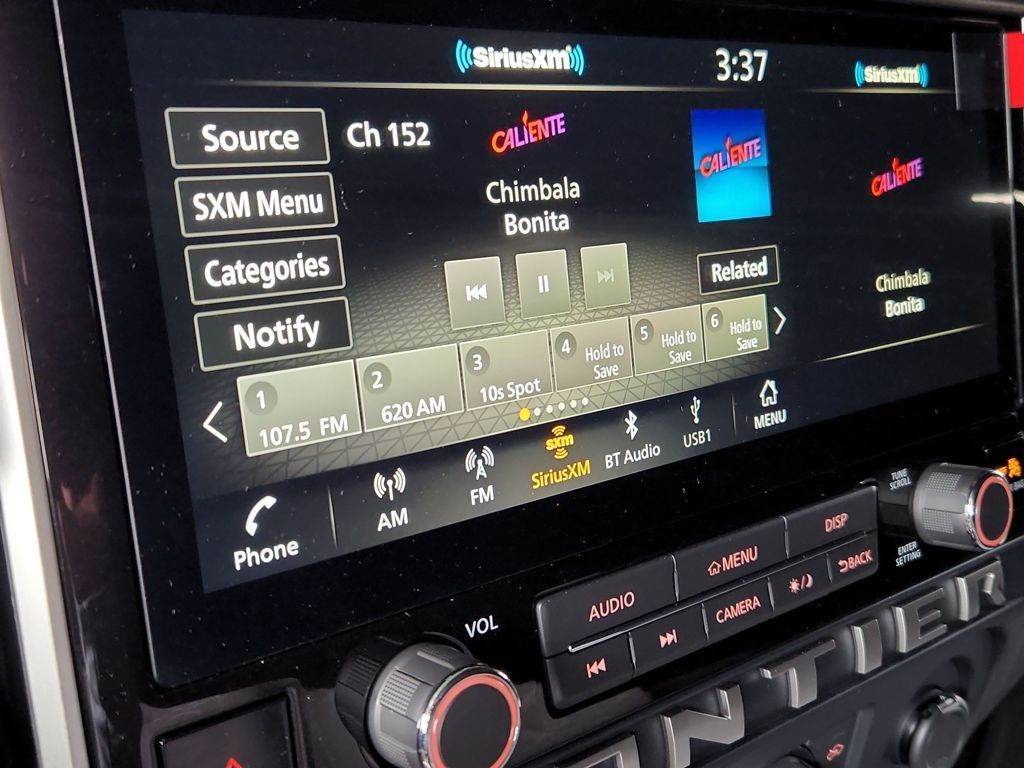 SiriusXM
3:37
SiriusXM
Source
Ch 152
CALIENTE
CALIENTE
CALIENTE
SXM Menu
Chimbala
Bonita
Categories
Related
Chimbala
Bonita
Notify
1
107.5 FM
2
620 AM
3
10s Spot
4
Hold to
Save
5
Hold to
Save
6
Hold to
Save
Phone
AM
FM
sxm
SiriusXM
BT Audio
USB1
MENU
TUNE
SCROLL
ENTER
SETTING
VOL
AUDIO
MENU
DISP
CAMERA
BACK
ONTIER